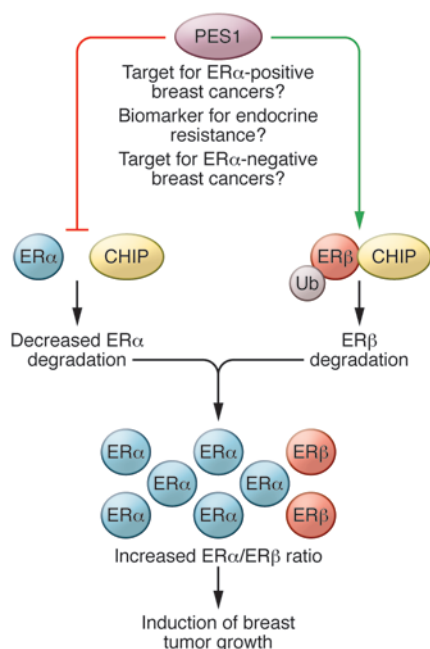 PES1
Target for ERα-positive
breast cancers?
Biomarker for endocrine
resistance?
Target for ERα-negative
breast cancers?
ERα
CHIP
ERβ
CHIP
Ub
Decreased ERα
degradation
ERβ
degradation
ERα
ERα
ERβ
ERα
ERα
ERα
ERα
ERβ
Increased ERα/ERβ ratio
Induction of breast
tumor growth